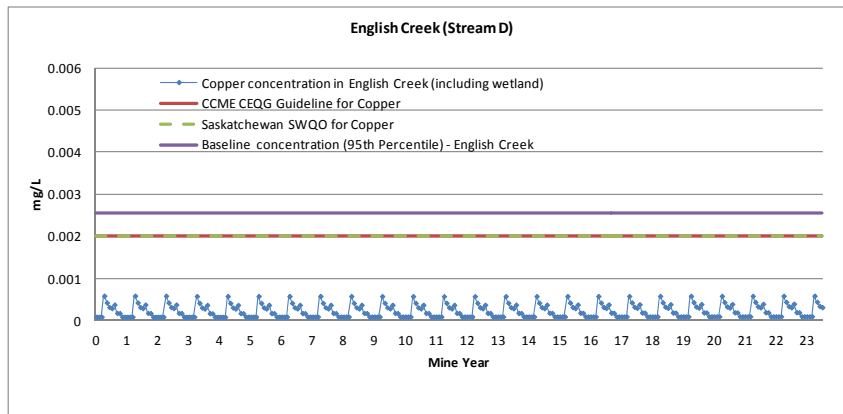 English Creek (Stream D)
0.006
0.005
0.004
0.003
0.002
0.001
0
mg/L
Copper concentration in English Creek (including wetland)
CCME CEQG Guideline for Copper
Saskatchewan SWQO for Copper
Baseline concentration (95th Percentile) - English Creek
0 1 2 3 4 5 6 7 8 9 10 11 12 13 14 15 16 17 18 19 20 21 22 23
Mine Year